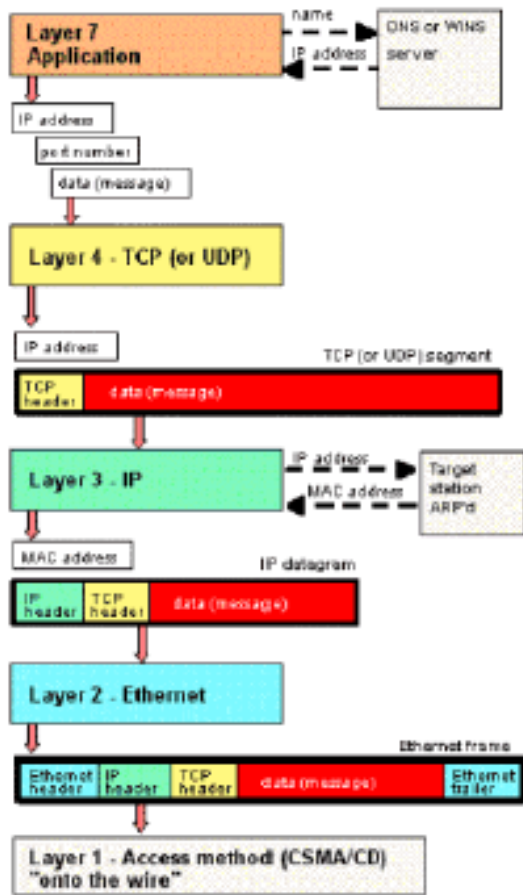 Layer 7
Application
name
IP address
DNS or WINS
server
IP address
port number
data (message)
Layer 4 - TCP (or UDP)
IP address
TCP (or UDP) segment
TCP
header
data (message)
Layer 3 - IP
IP address
MAC address
Target
station
ARP'd
MAC address
IP datagram
IP
header
TCP
header
data (message)
Layer 2 - Ethernet
Ethernet frame
Ethernet
header
IP
header
TCP
header
data (message)
Ethernet
trailer
Layer 1 - Access method (CSMA/CD)
"onto the wire"